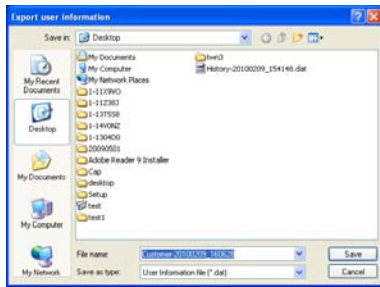 Export user information
Save in: Desktop
My Recent Documents
Desktop
My Documents
My Computer
My Network
My Documents
My Computer
My Network Places
1-11X9VO
1-11Z38J
1-13T5S8
1-14V0NZ
1-1304D0
20090501
Adobe Reader 9 Installer
Cap
desktop
Setup
test
test1
twn3
History-20100209_154148.dat
File name: Customer-20100209_160628
Save as type: User Information file (*.dat)
Save
Cancel